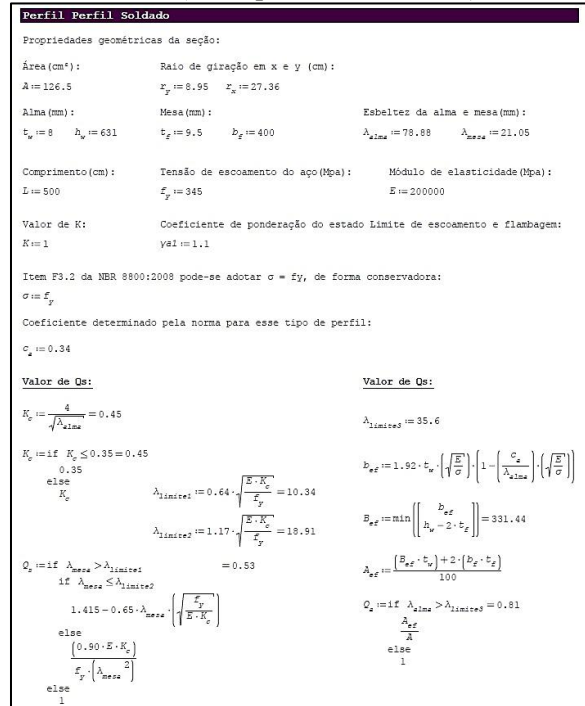 Perfil Perfil Soldado
Propriedades geométricas da seção:
Área(cm²): Raio de giração em x e y (cm):
A:=126.5 r_y:=8.95 r_x:=27.36
Alma(mm): Mesa(mm): Esbeltez da alma e mesa(mm):
t_w:=8 h_w:=631 t_f:=9.5 b_f:=400 λ_alma:=78.88 λ_mesa:=21.05
Comprimento(cm): Tensão de escoamento do aço(Mpa): Módulo de elasticidade(Mpa):
L:=500 f_y:=345 E:=200000
Valor de K: Coeficiente de ponderação do estado Limite de escoamento e flambagem:
K:=1 γa1:=1.1
Item F3.2 da NBR 8800:2008 pode-se adotar σ = fy, de forma conservadora:
σ:=f_y
Coeficiente determinado pela norma para esse tipo de perfil:
c_a:=0.34
Valor de Qs:
K_c:=4/√λ_alma=0.45
K_c:=if K_c≤0.35=0.45
0.35
else
K_c
λ_limite1:=0.64·√(E·K_c/f_y)=10.34
λ_limite2:=1.17·√(E·K_c/f_y)=18.91
Q_s:=if λ_mesa>λ_limite1 =0.53
if λ_mesa≤λ_limite2
1.415-0.65·λ_mesa·(√(f_y/(E·K_c)))
else
(0.90·E·K_c)/(f_y·(λ_mesa²))
else
1
Valor de Qs:
λ_limite3:=35.6
b_ef:=1.92·t_w·(√(E/σ))·(1-(c_a/λ_alma)·(√(E/σ)))
B_ef:=min([b_ef; h_w-2·t_f])=331.44
A_ef:=((B_ef·t_w)+2·(b_f·t_f))/100
Q_a:=if λ_alma>λ_limite3=0.81
A_ef/A
else
1